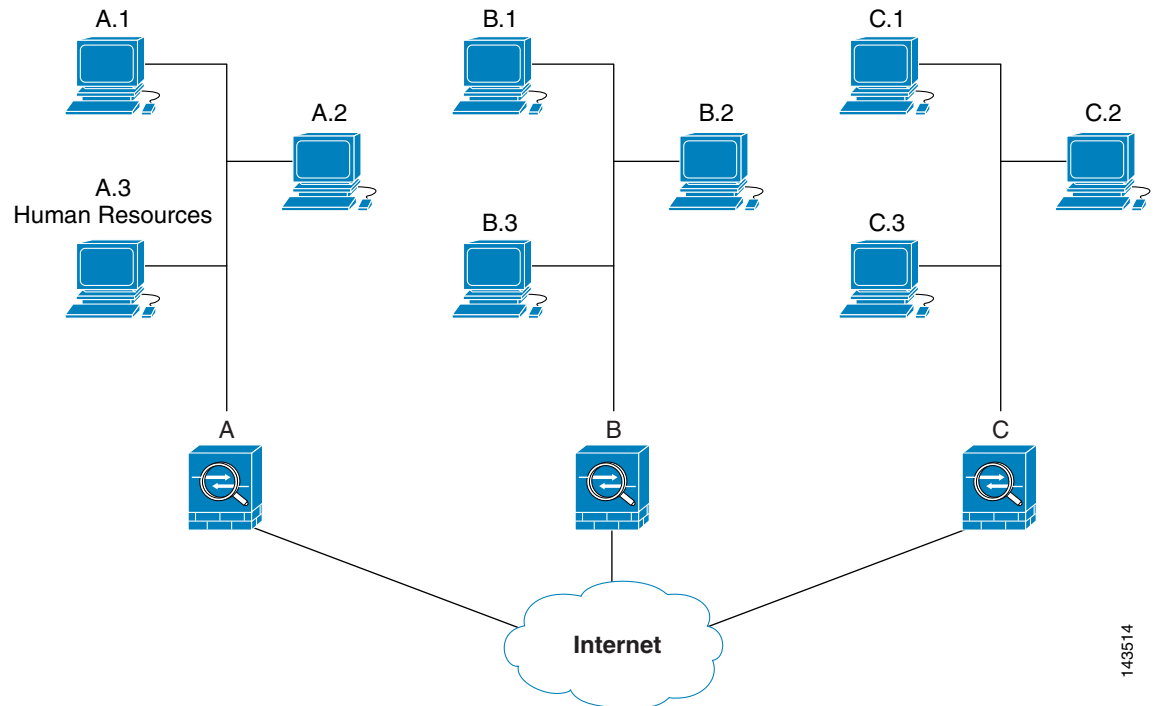 A.1
B.1
C.1
A.2
B.2
C.2
A.3
Human Resources
B.3
C.3
A
B
C
Internet
143514